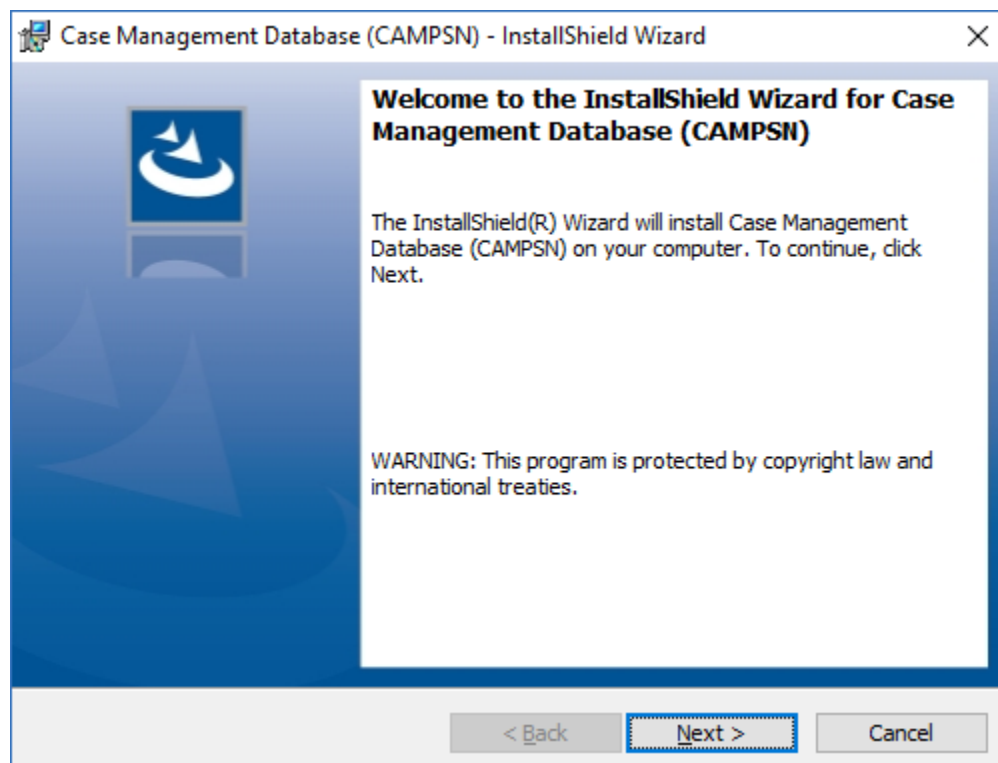 Case Management Database (CAMPSN) - InstallShield Wizard
Welcome to the InstallShield Wizard for Case
Management Database (CAMPSN)
The InstallShield(R) Wizard will install Case Management
Database (CAMPSN) on your computer. To continue, click
Next.
WARNING: This program is protected by copyright law and
international treaties.
< Back
Next >
Cancel